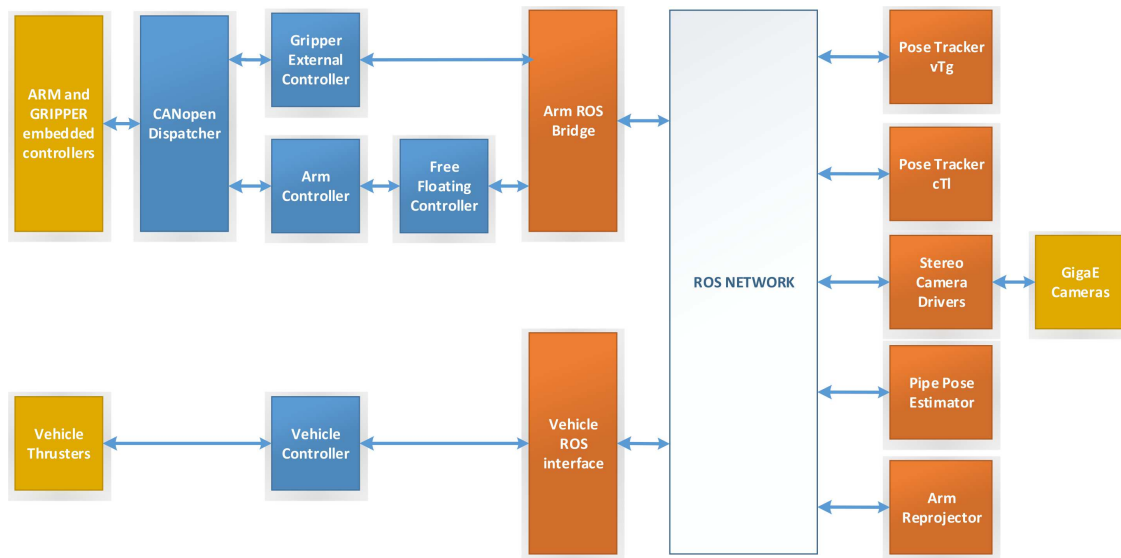 ARM and
GRIPPER
embedded
controllers
CANopen
Dispatcher
Gripper
External
Controller
Arm
Controller
Free
Floating
Controller
Arm ROS
Bridge
ROS NETWORK
Pose Tracker
vTg
Pose Tracker
cTl
Stereo
Camera
Drivers
GigaE
Cameras
Pipe Pose
Estimator
Arm
Reprojector
Vehicle
Thrusters
Vehicle
Controller
Vehicle
ROS
interface